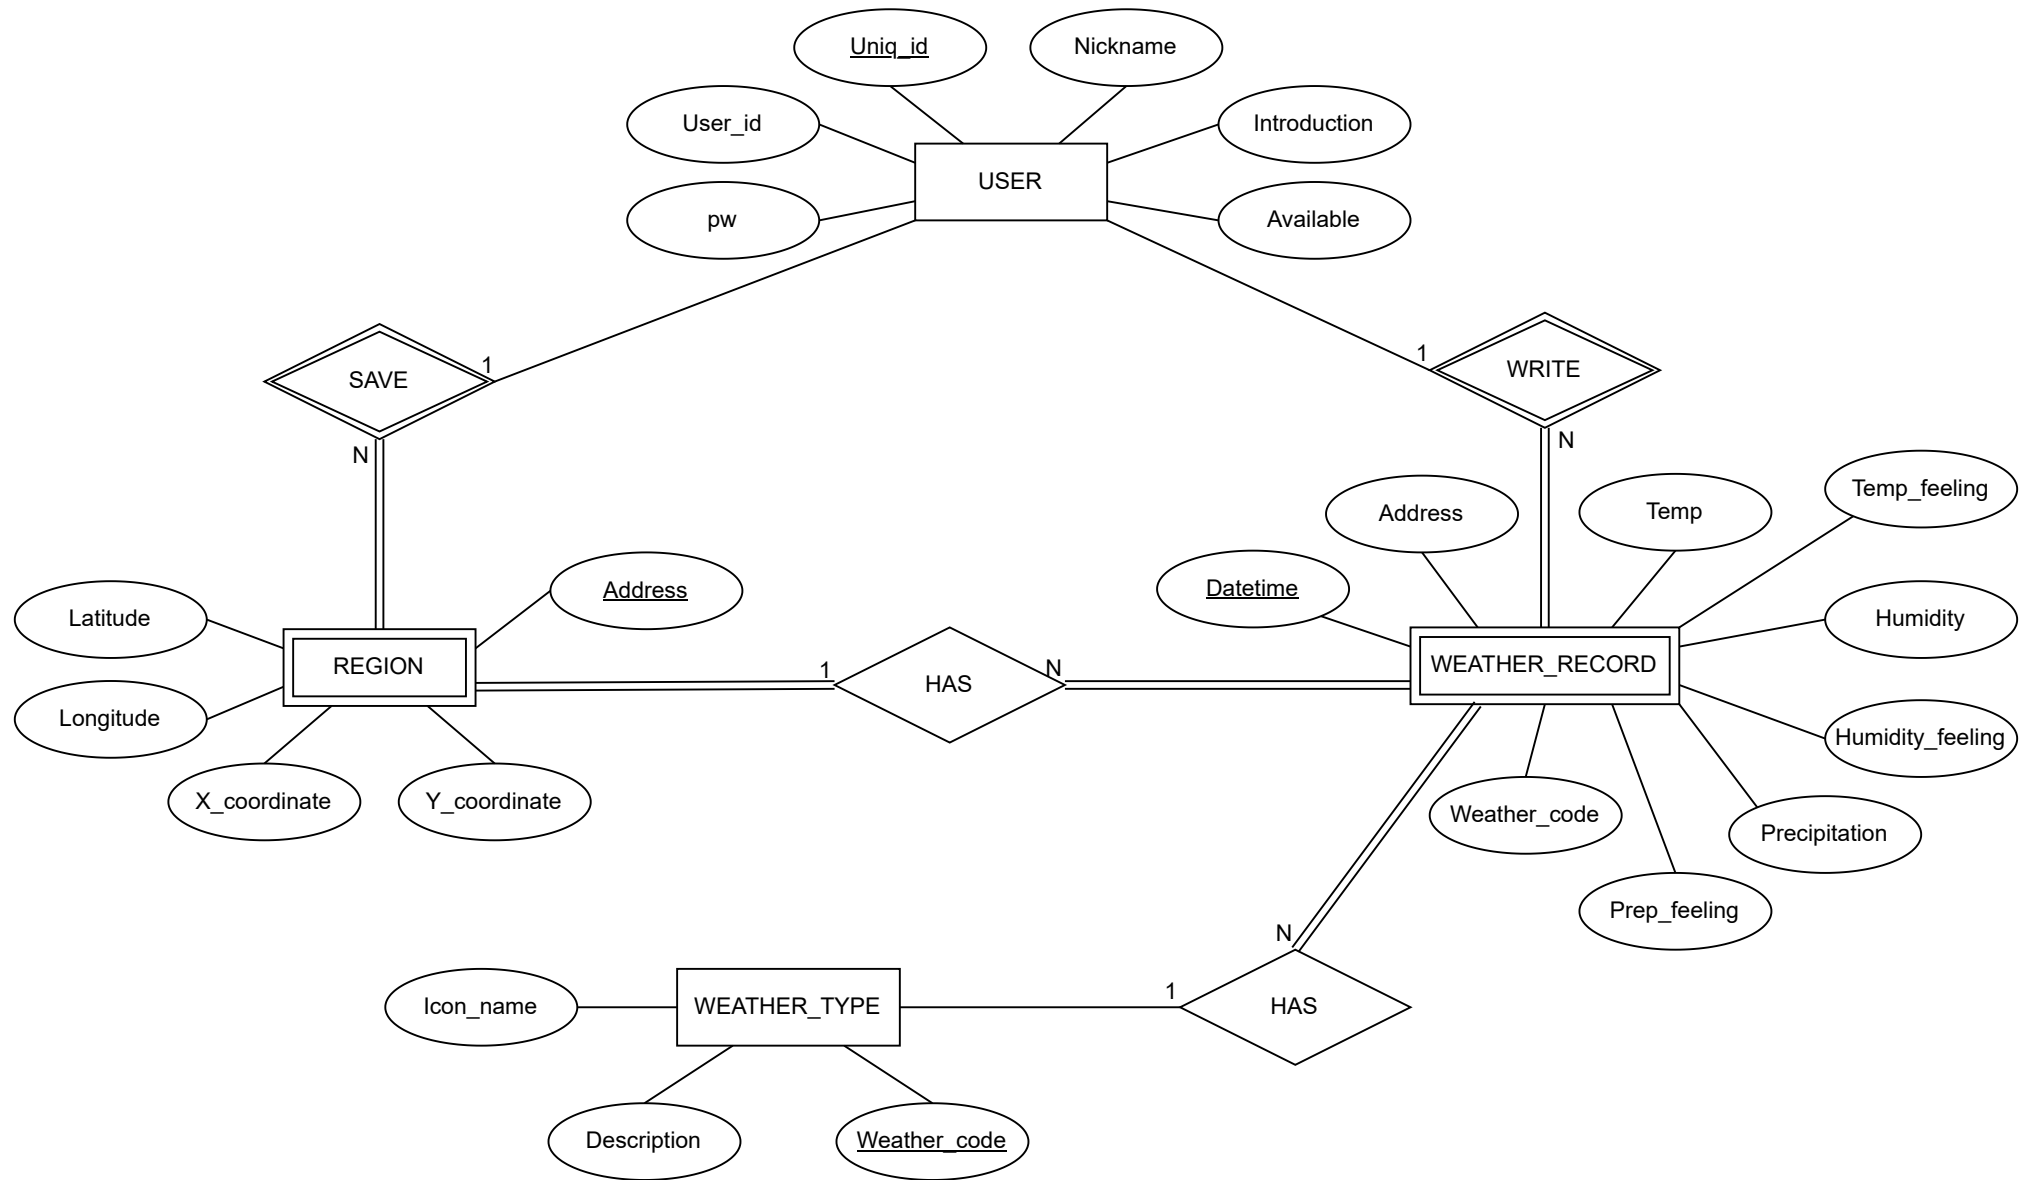 Uniq_id
Nickname
User_id
Introduction
USER
pw
Available
SAVE
1
1
WRITE
N
N
Address
Temp
Temp_feeling
Latitude
Address
Datetime
Humidity
REGION
1
HAS
N
WEATHER_RECORD
Longitude
Humidity_feeling
X_coordinate
Y_coordinate
Weather_code
Precipitation
Prep_feeling
N
Icon_name
WEATHER_TYPE
1
HAS
Description
Weather_code